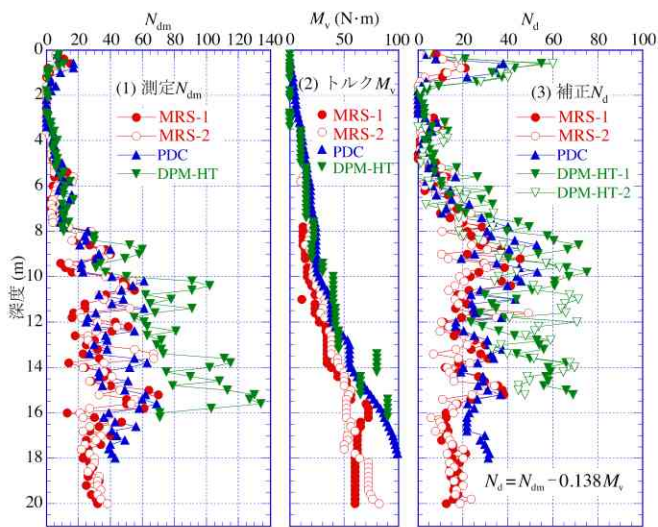 N_dm
M_v (N·m)
N_d
0 20 40 60 80 100 120 140
0 50 100
0 20 40 60 80 100
深度 (m)
0
2
4
6
8
10
12
14
16
18
20
(1) 測定N_dm
MRS-1
MRS-2
PDC
DPM-HT
(2) トルクM_v
MRS-1
MRS-2
PDC
DPM-HT
(3) 補正N_d
MRS-1
MRS-2
PDC
DPM-HT-1
DPM-HT-2
N_d = N_dm − 0.138M_v